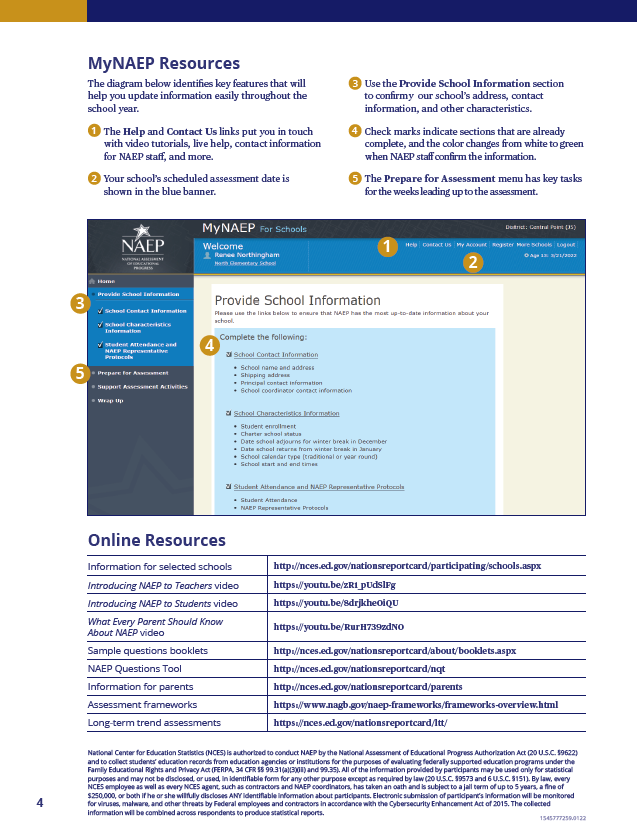 MyNAEP Resources
The diagram below identifies key features that will
help you update information easily throughout the
school year.
1 The Help and Contact Us links put you in touch
with video tutorials, live help, contact information
for NAEP staff, and more.
2 Your school's scheduled assessment date is
shown in the blue banner.
3 Use the Provide School Information section
to confirmy our school's address, contact
information, and other characteristics.
4 Check marks indicate sections that are already
complete, and the color changes from white to green
when NAEP staff confirm the information.
5 The Prepare for Assessment menu has key tasks
for the weeks leading up to the assessment.
NAEP
NATIONAL ASSESSMENT
OF EDUCATIONAL
PROGRESS
MyNAEP For Schools
District: Central Point (JS)
Welcome
Renee Northingham
North Elementary School
1
Help Contact Us My Account Register More Schools Logout
2
Age 13: 3/21/2022
Home
3
Provide School Information
School Contact Information
School Characteristics
Information
Student Attendance and
NAEP Representative
Protocols
5
Prepare for Assessment
Support Assessment Activities
Wrap Up
Provide School Information
Please use the links below to ensure that NAEP has the most up-to-date information about your
school.
4
Complete the following:
School Contact Information
• School name and address
• Shipping address
• Principal contact information
• School coordinator contact information
School Characteristics Information
• Student enrollment
• Charter school status
• Date school adjourns for winter break in December
• Date school returns from winter break in January
• School calendar type (traditional or year round)
• School start and end times
Student Attendance and NAEP Representative Protocols
• Student Attendance
• NAEP Representative Protocols
Online Resources
Information for selected schools http://nces.ed.gov/nationsreportcard/participating/schools.aspx
Introducing NAEP to Teachers video https://youtu.be/zR1_pUdSlFg
Introducing NAEP to Students video https://youtu.be/8drjkheOiQU
What Every Parent Should Know
About NAEP video https://youtu.be/RurH739zdNO
Sample questions booklets http://nces.ed.gov/nationsreportcard/about/booklets.aspx
NAEP Questions Tool http://nces.ed.gov/nationsreportcard/nqt
Information for parents http://nces.ed.gov/nationsreportcard/parents
Assessment frameworks https://www.nagb.gov/naep-frameworks/frameworks-overview.html
Long-term trend assessments https://nces.ed.gov/nationsreportcard/ltt/
National Center for Education Statistics (NCES) is authorized to conduct NAEP by the National Assessment of Educational Progress Authorization Act (20 U.S.C. §9622)
and to collect students' education records from education agencies or institutions for the purposes of evaluating federally supported education programs under the
Family Educational Rights and Privacy Act (FERPA, 34 CFR §§ 99.31(a)(3)(iii) and 99.35). All of the information provided by participants may be used only for statistical
purposes and may not be disclosed, or used, in identifiable form for any other purpose except as required by law (20 U.S.C. §9573 and 6 U.S.C. §151). By law, every
NCES employee as well as every NCES agent, such as contractors and NAEP coordinators, has taken an oath and is subject to a jail term of up to 5 years, a fine of
$250,000, or both if he or she willfully discloses ANY identifiable information about participants. Electronic submission of participant's information will be monitored
for viruses, malware, and other threats by Federal employees and contractors in accordance with the Cybersecurity Enhancement Act of 2015. The collected
information will be combined across respondents to produce statistical reports.
4
1545777259.0122